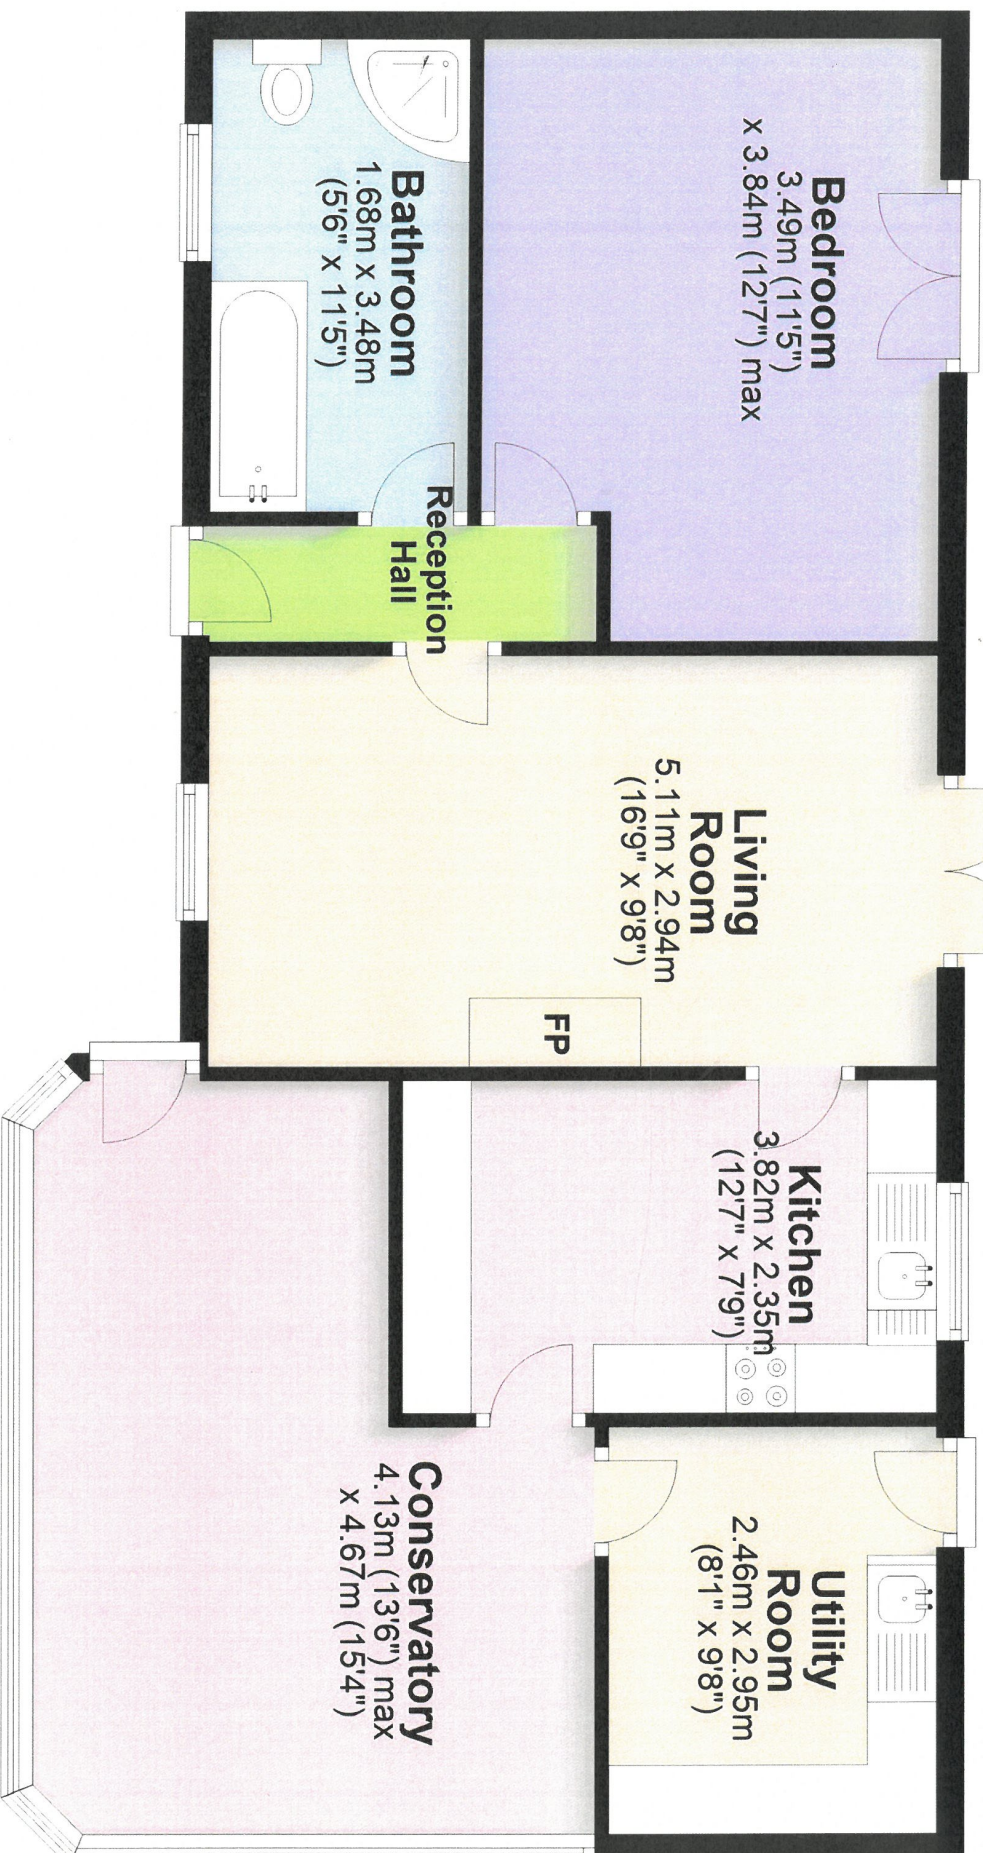 Bedroom
3.49m (11'5")
x 3.84m (12'7") max
Bathroom
1.68m x 3.48m
(5'6" x 11'5")
Reception
Hall
Living
Room
5.11m x 2.94m
(16'9" x 9'8")
FP
Kitchen
3.82m x 2.35m
(12'7" x 7'9")
Utility
Room
2.46m x 2.95m
(8'1" x 9'8")
Conservatory
4.13m (13'6") max
x 4.67m (15'4")